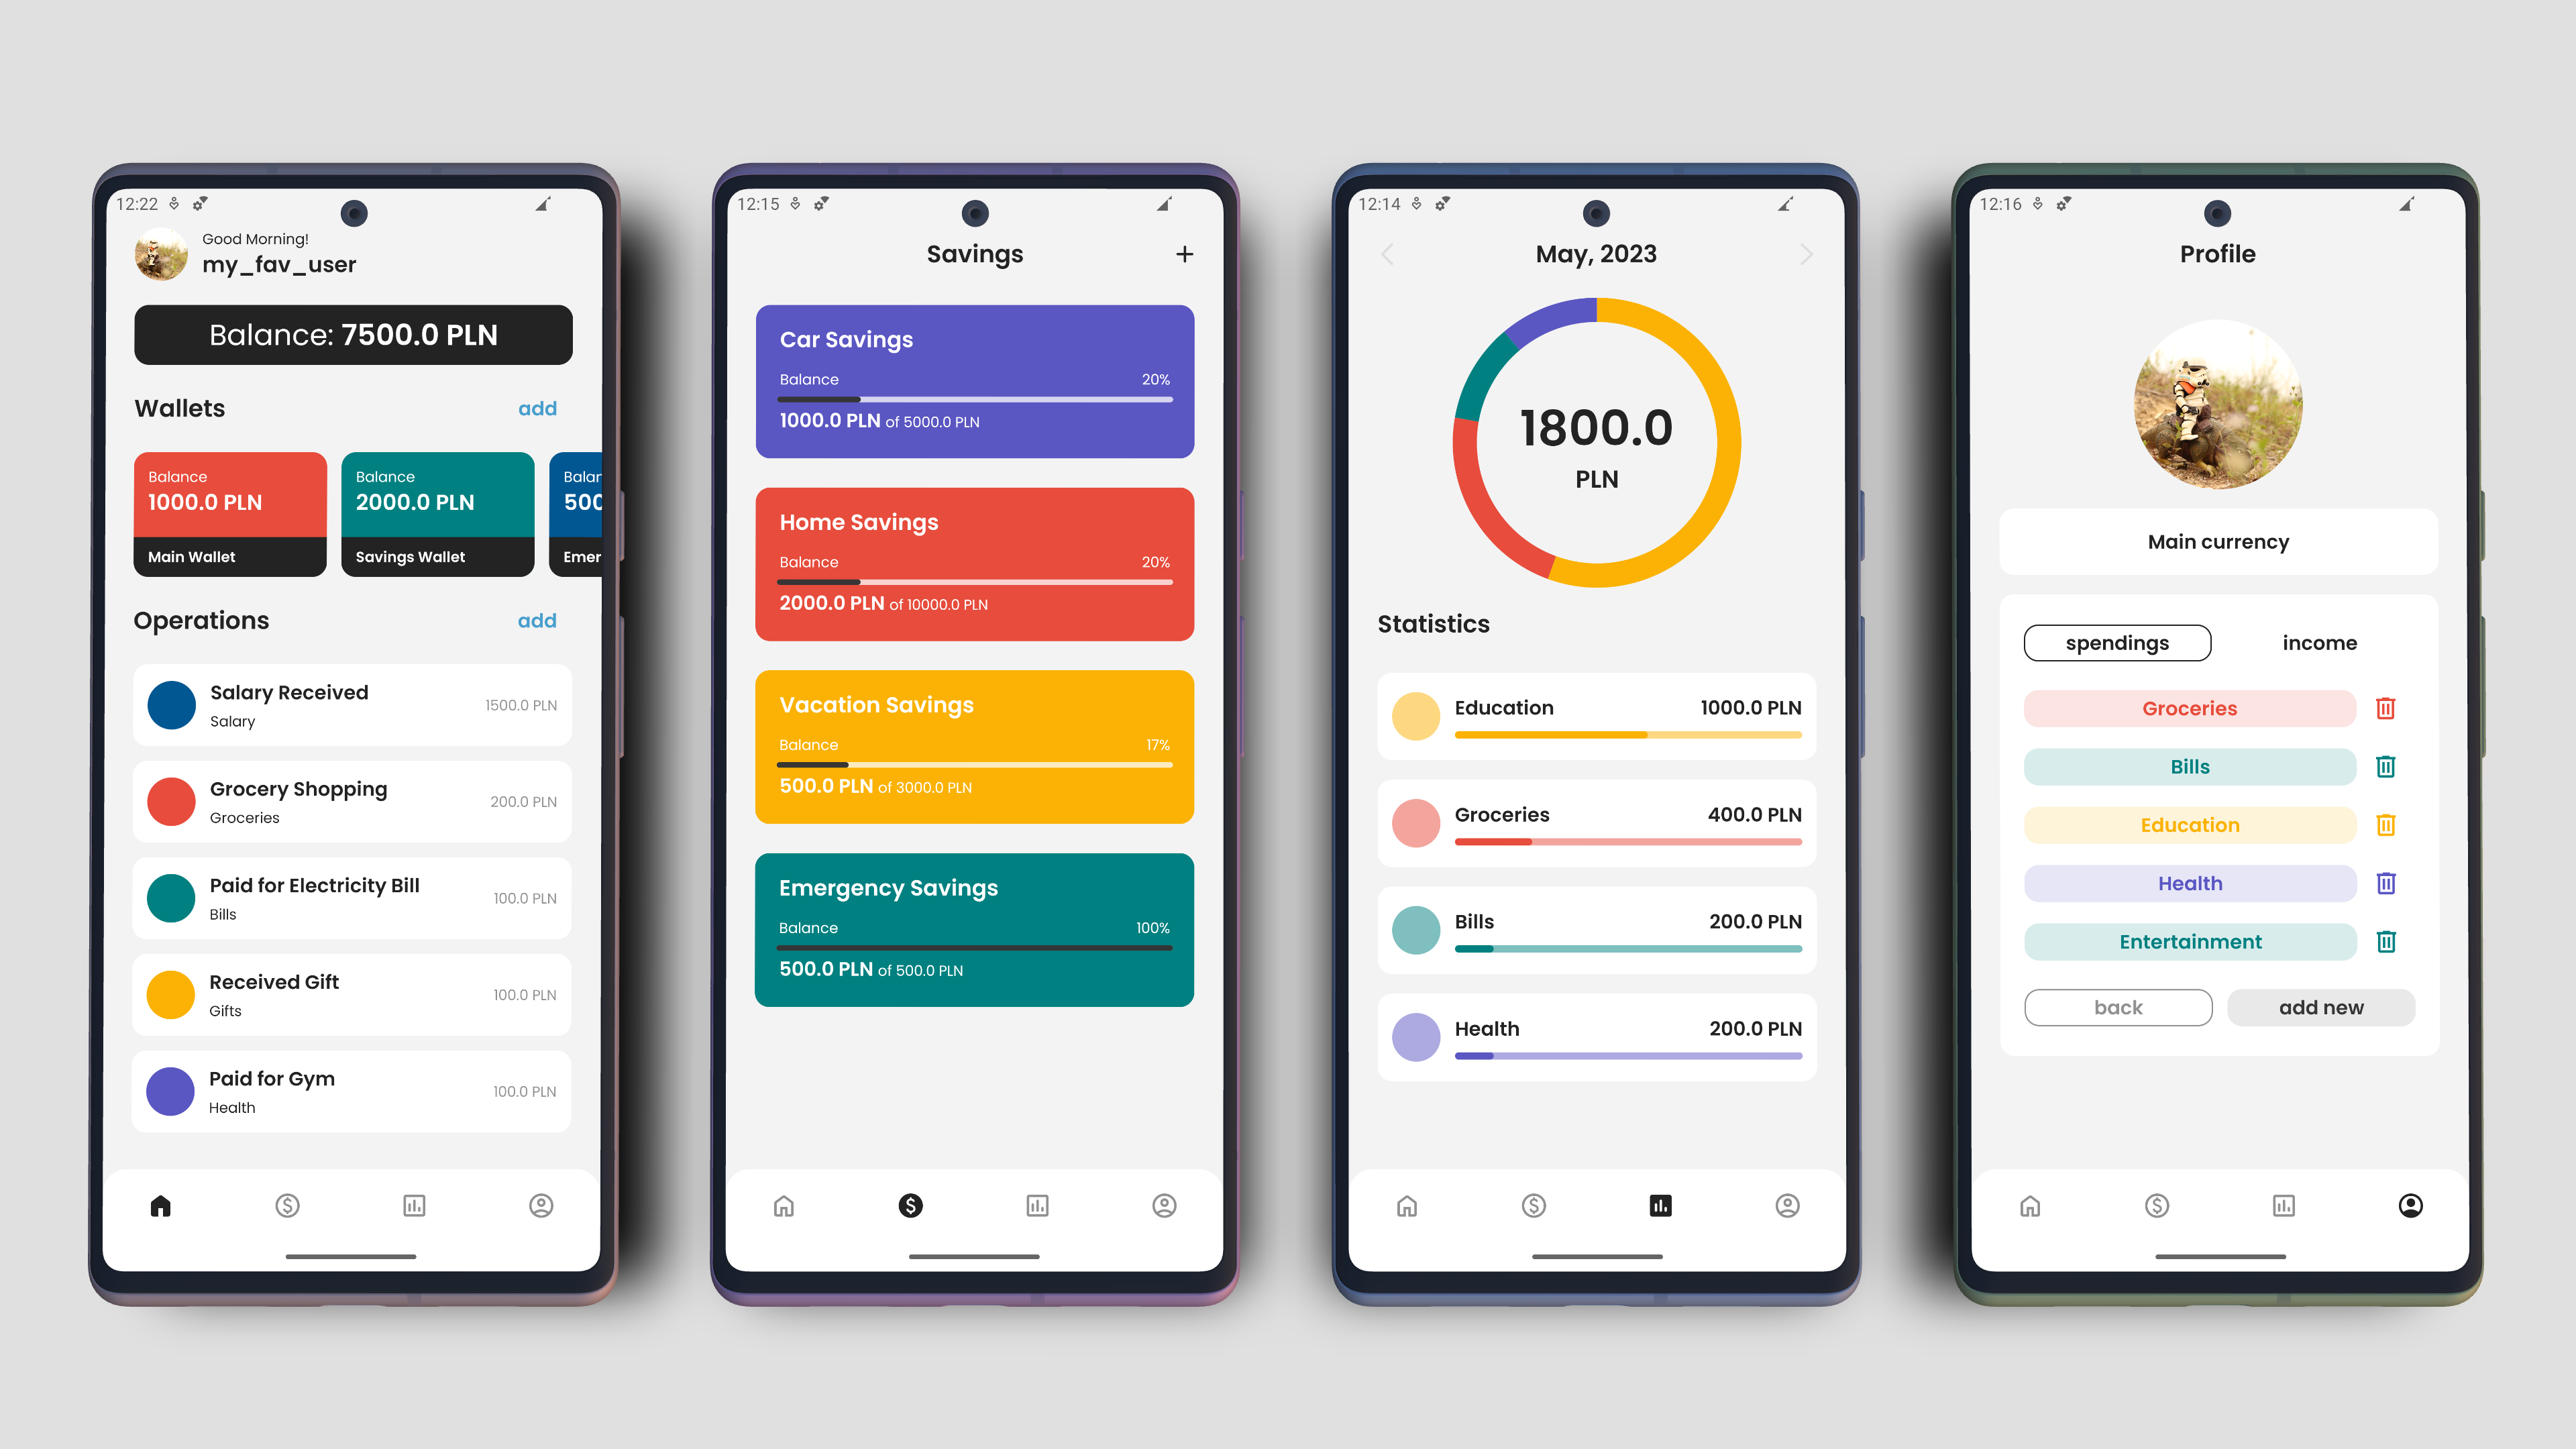 12:22
Good Morning!
my_fav_user
Balance: 7500.0 PLN
Wallets
add
Balance
1000.0 PLN
Main Wallet
Balance
2000.0 PLN
Savings Wallet
Balan
500
Emer
Operations
add
Salary Received
1500.0 PLN
Salary
Grocery Shopping
200.0 PLN
Groceries
Paid for Electricity Bill
100.0 PLN
Bills
Received Gift
100.0 PLN
Gifts
Paid for Gym
100.0 PLN
Health
12:15
Savings
+
Car Savings
Balance
20%
1000.0 PLN of 5000.0 PLN
Home Savings
Balance
20%
2000.0 PLN of 10000.0 PLN
Vacation Savings
Balance
17%
500.0 PLN of 3000.0 PLN
Emergency Savings
Balance
100%
500.0 PLN of 500.0 PLN
12:14
May, 2023
1800.0
PLN
Statistics
Education
1000.0 PLN
Groceries
400.0 PLN
Bills
200.0 PLN
Health
200.0 PLN
12:16
Profile
Main currency
spendings
income
Groceries
Bills
Education
Health
Entertainment
back
add new